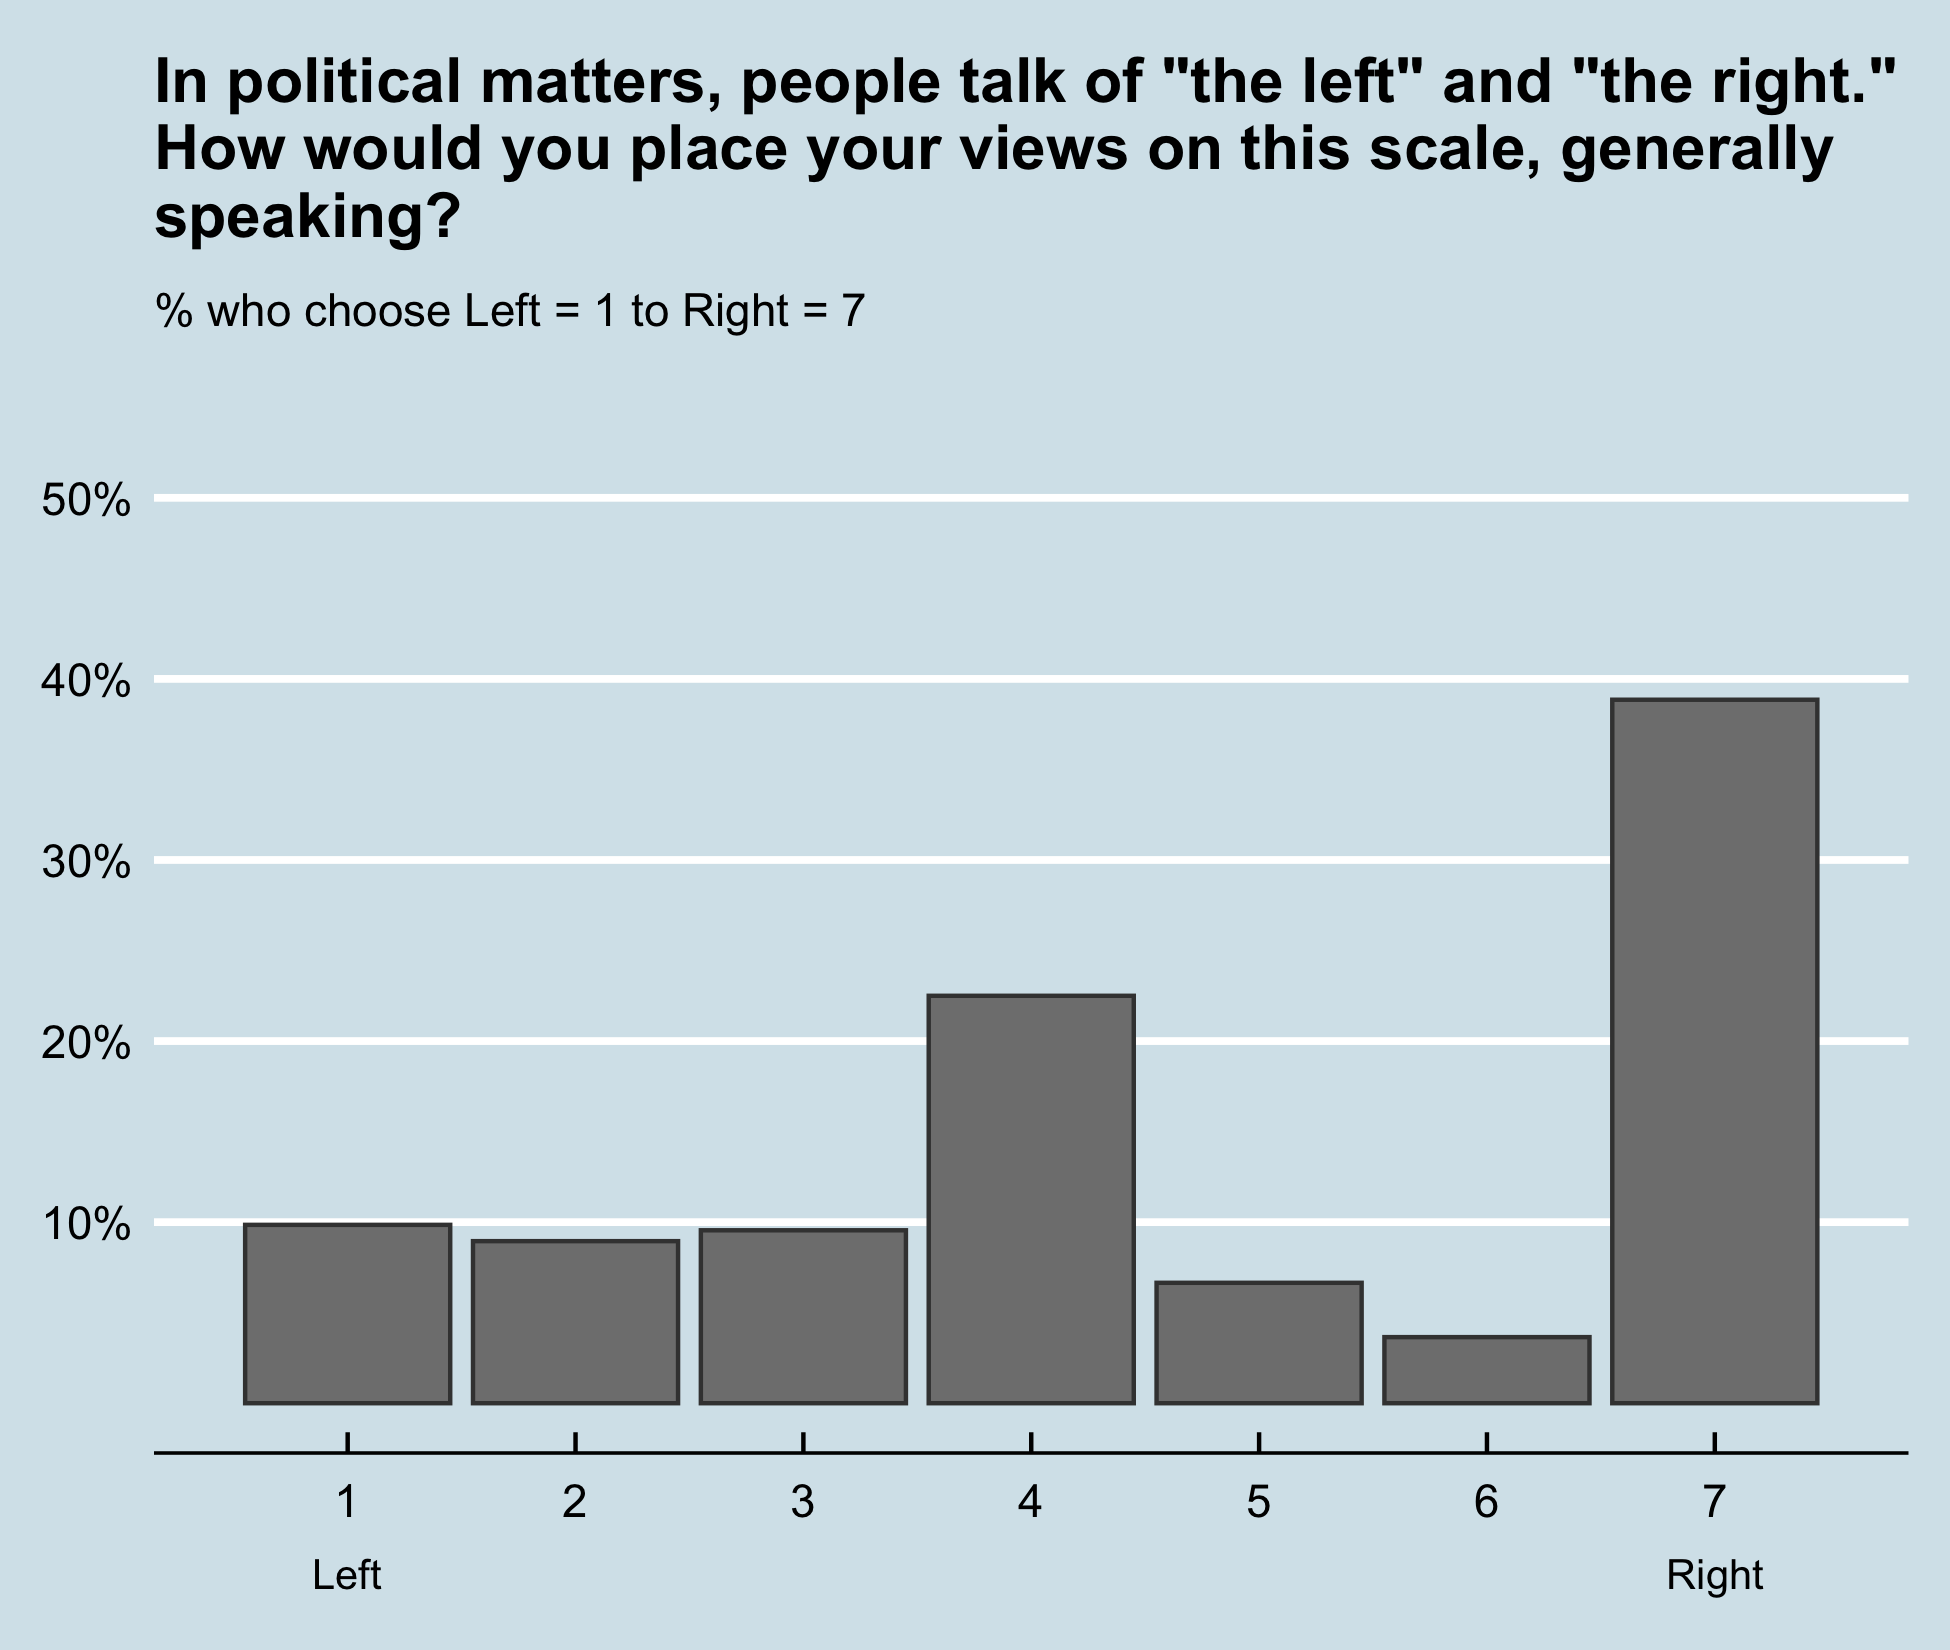 In political matters, people talk of "the left" and "the right."
How would you place your views on this scale, generally
speaking?
% who choose Left = 1 to Right = 7
50%
40%
30%
20%
10%
1 2 3 4 5 6 7
Left Right